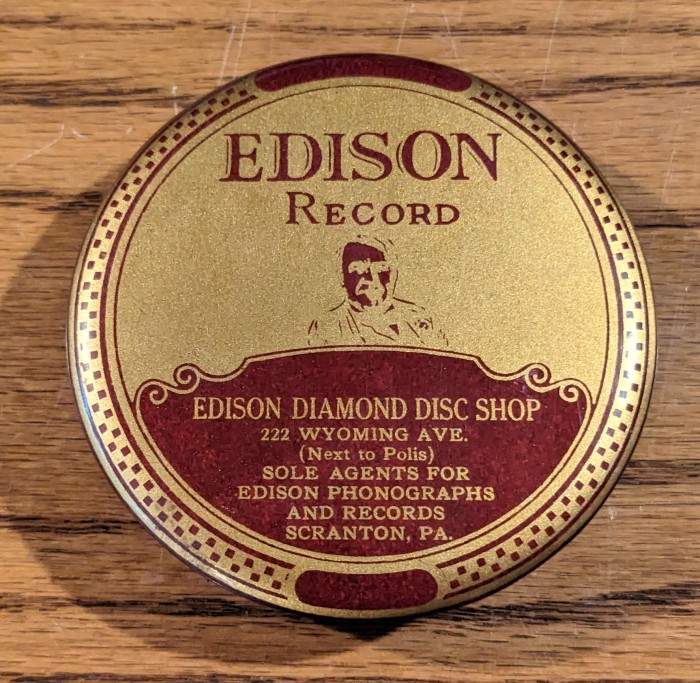 EDISON
RECORD
EDISON DIAMOND DISC SHOP
222 WYOMING AVE.
(Next to Polis)
SOLE AGENTS FOR
EDISON PHONOGRAPHS
AND RECORDS
SCRANTON, PA.